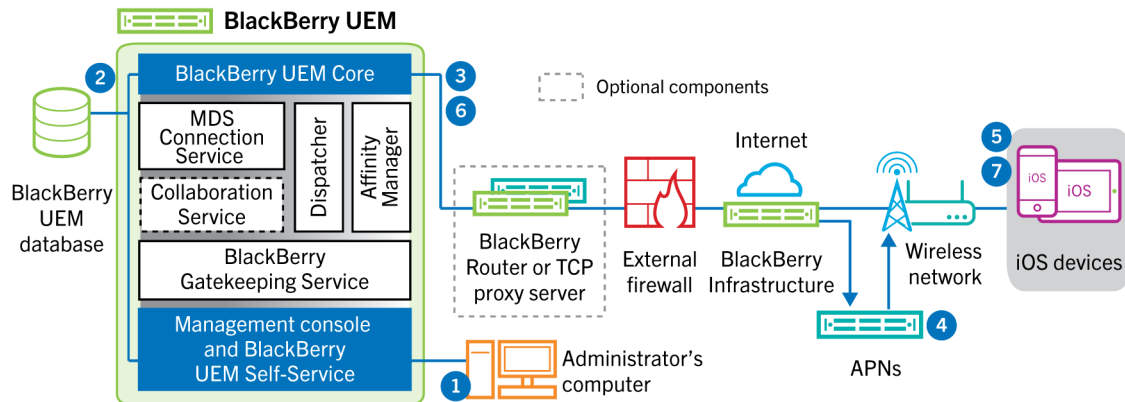 BlackBerry UEM
2
BlackBerry UEM Core
3
6
MDS
Connection
Service
Collaboration
Service
Dispatcher
Affinity
Manager
BlackBerry
Gatekeeping Service
Management console
and BlackBerry
UEM Self-Service
BlackBerry
UEM
database
1
Administrator's
computer
Optional components
BlackBerry
Router or TCP
proxy server
External
firewall
Internet
BlackBerry
Infrastructure
4
APNs
Wireless
network
5
7
iOS
iOS
iOS devices